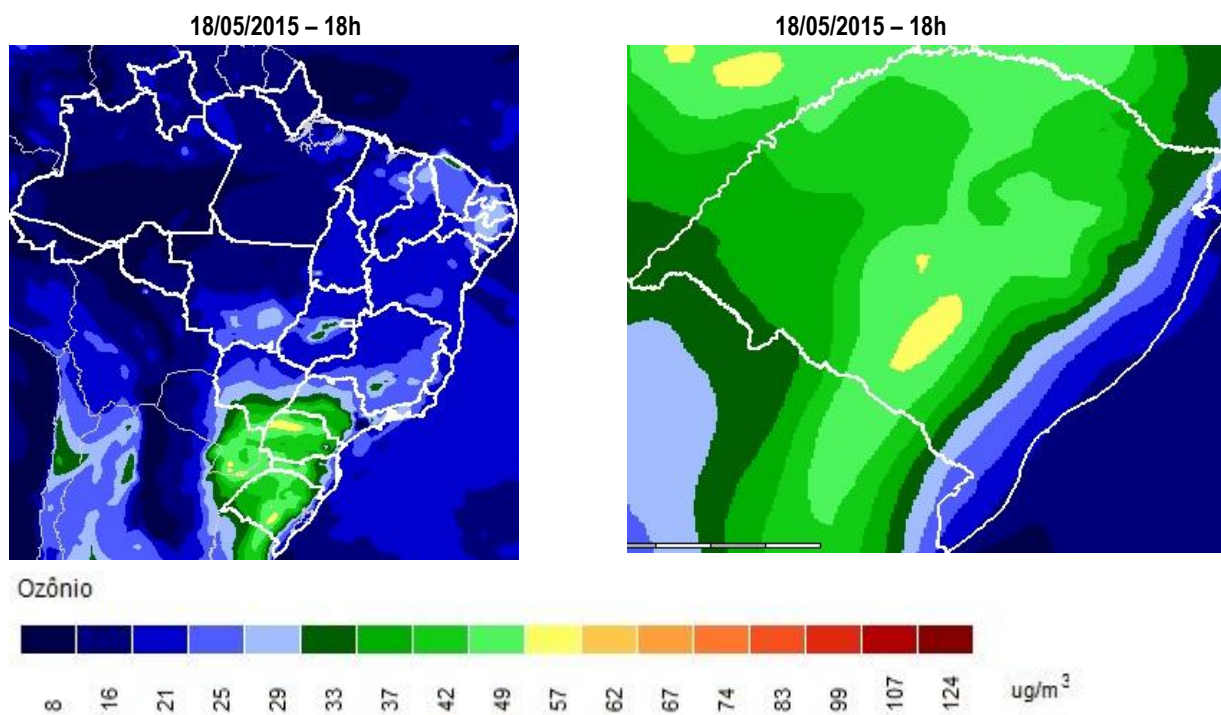 18/05/2015 – 18h
18/05/2015 – 18h
Ozônio
8 16 21 25 29 33 37 42 49 57 62 67 74 83 99 107 124 ug/m³